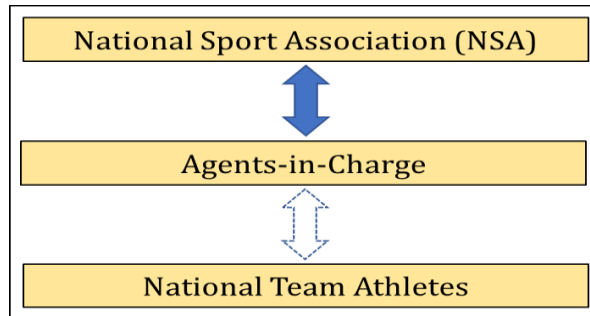 National Sport Association (NSA)
Agents-in-Charge
National Team Athletes